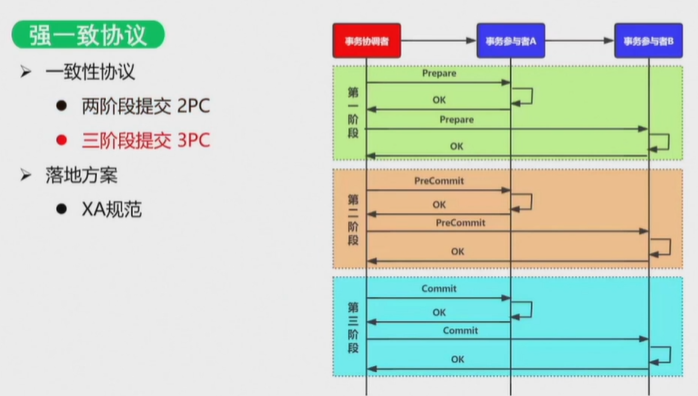 强一致协议
一致性协议
两阶段提交 2PC
三阶段提交 3PC
落地方案
XA规范
事务协调者
事务参与者A
事务参与者B
第一阶段
Prepare
OK
Prepare
OK
第二阶段
PreCommit
OK
PreCommit
OK
第三阶段
Commit
OK
Commit
OK